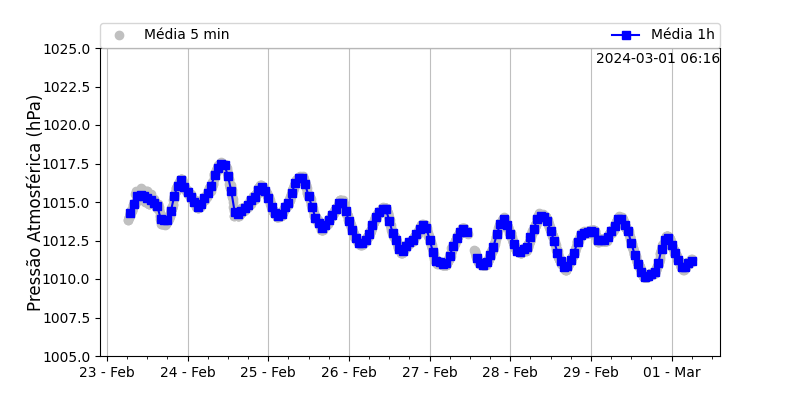 Média 5 min
Média 1h
2024-03-01 06:16
Pressão Atmosférica (hPa)
1025.0
1022.5
1020.0
1017.5
1015.0
1012.5
1010.0
1007.5
1005.0
23 - Feb
24 - Feb
25 - Feb
26 - Feb
27 - Feb
28 - Feb
29 - Feb
01 - Mar